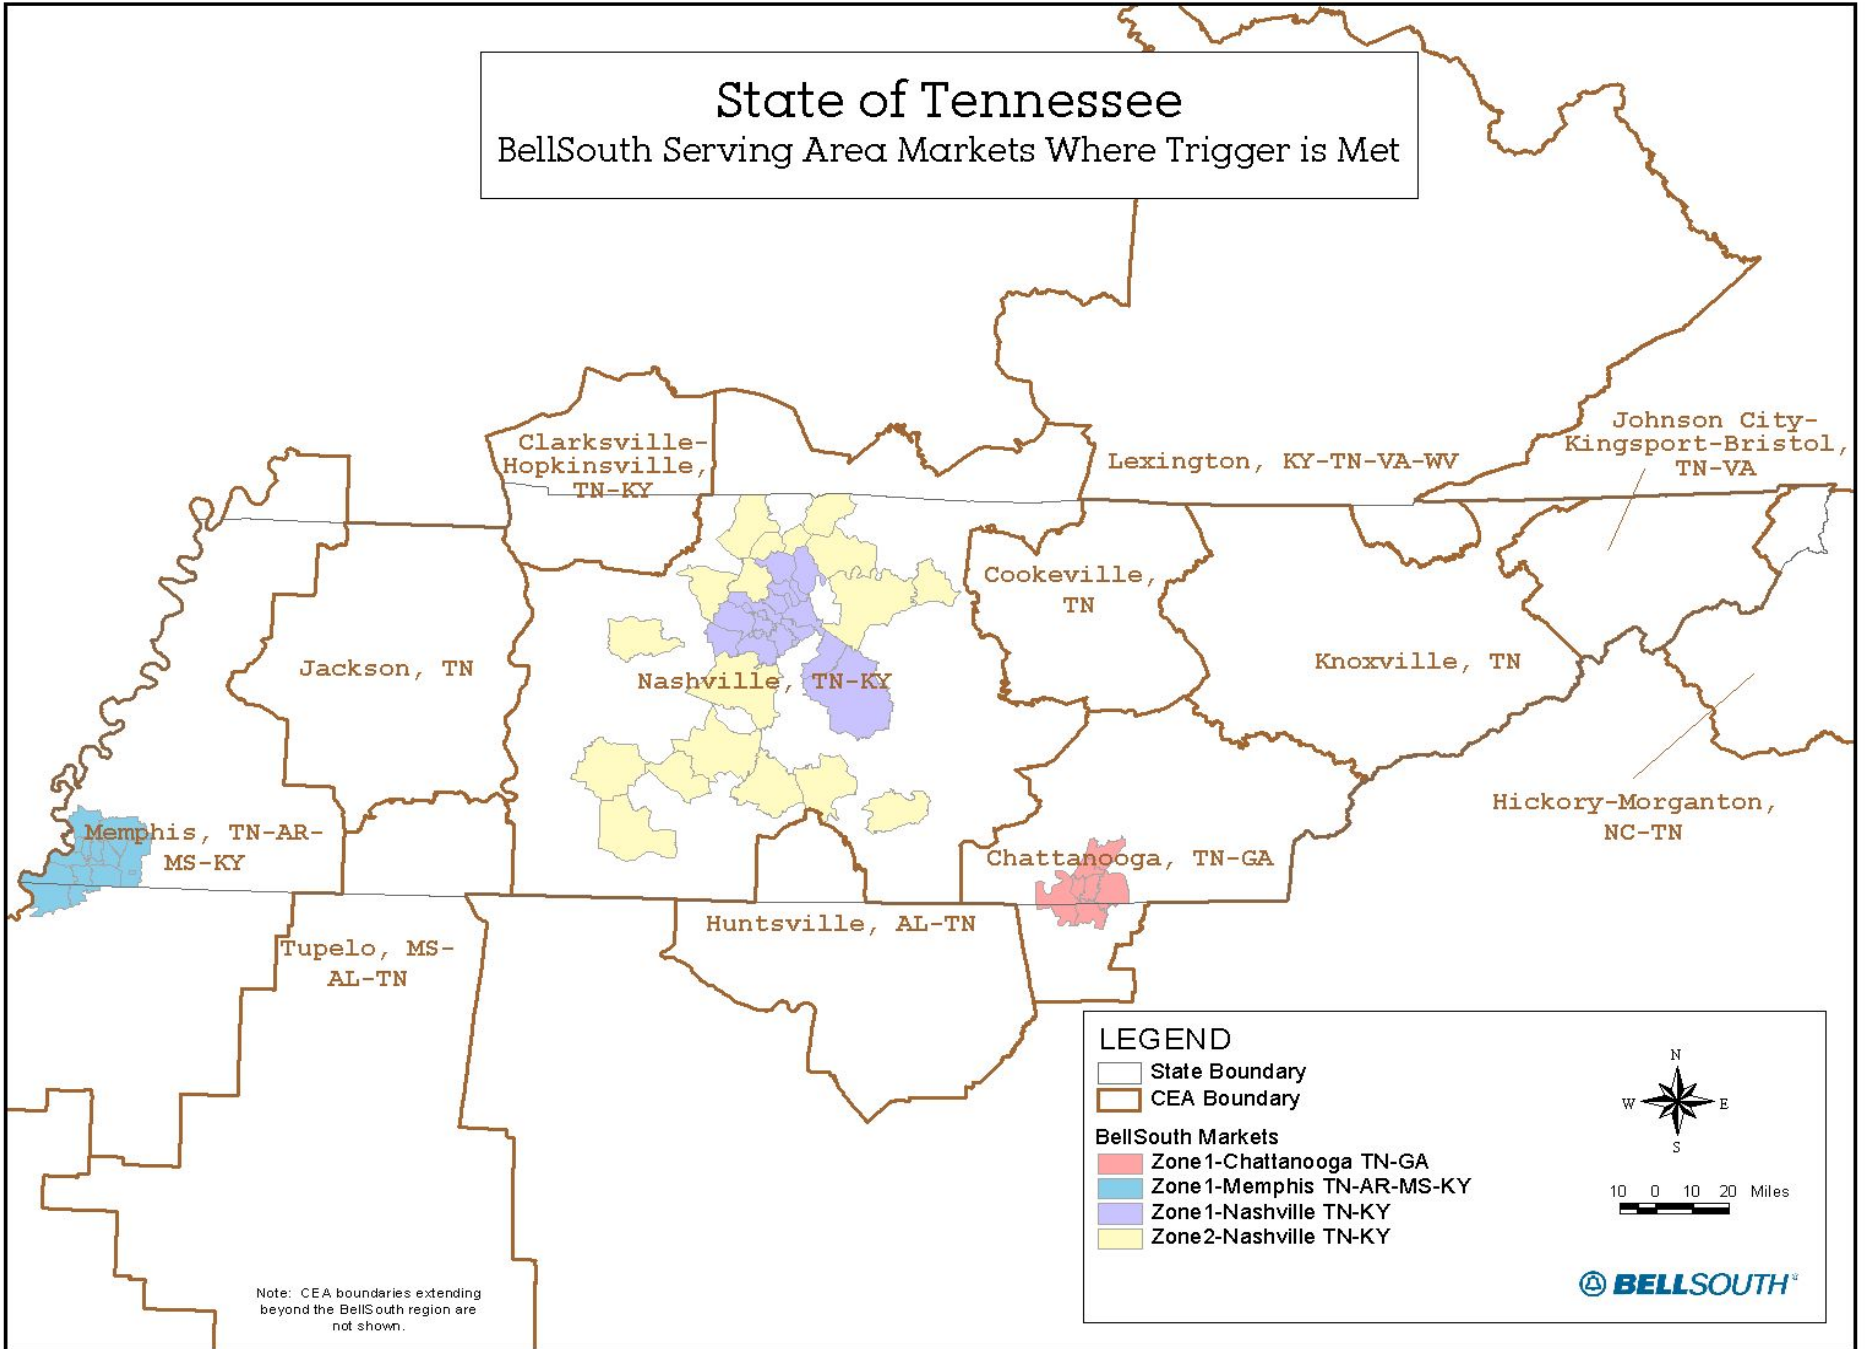 State of Tennessee
BellSouth Serving Area Markets Where Trigger is Met
Clarksville-
Hopkinsville,
TN-KY
Lexington, KY-TN-VA-WV
Johnson City-
Kingsport-Bristol,
TN-VA
Cookeville,
TN
Jackson, TN
Nashville, TN-KY
Knoxville, TN
Memphis, TN-AR-
MS-KY
Chattanooga, TN-GA
Hickory-Morganton,
NC-TN
Tupelo, MS-
AL-TN
Huntsville, AL-TN
LEGEND
State Boundary
CEA Boundary
BellSouth Markets
Zone1-Chattanooga TN-GA
Zone1-Memphis TN-AR-MS-KY
Zone1-Nashville TN-KY
Zone2-Nashville TN-KY
N
W E
S
10 0 10 20 Miles
BELLSOUTH®
Note: CEA boundaries extending
beyond the BellSouth region are
not shown.